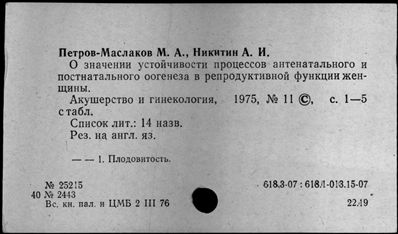 Петров-Маслаков М. А., Никитин А. И.
О значении устойчивости процессов антенатального и
постнатального оогенеза в репродуктивной функции жен-
щины.
Акушерство и гинекология, 1975, № 11 ©, с. 1—5
с табл.
Список лит.: 14 назв.
Рез. на англ. яз.
— — 1. Плодовитость.
№ 25215
40 № 2443
Вс. кн. пал. и ЦМБ 2 III 76
618.3-07 : 618.1-013.15-07
22.19